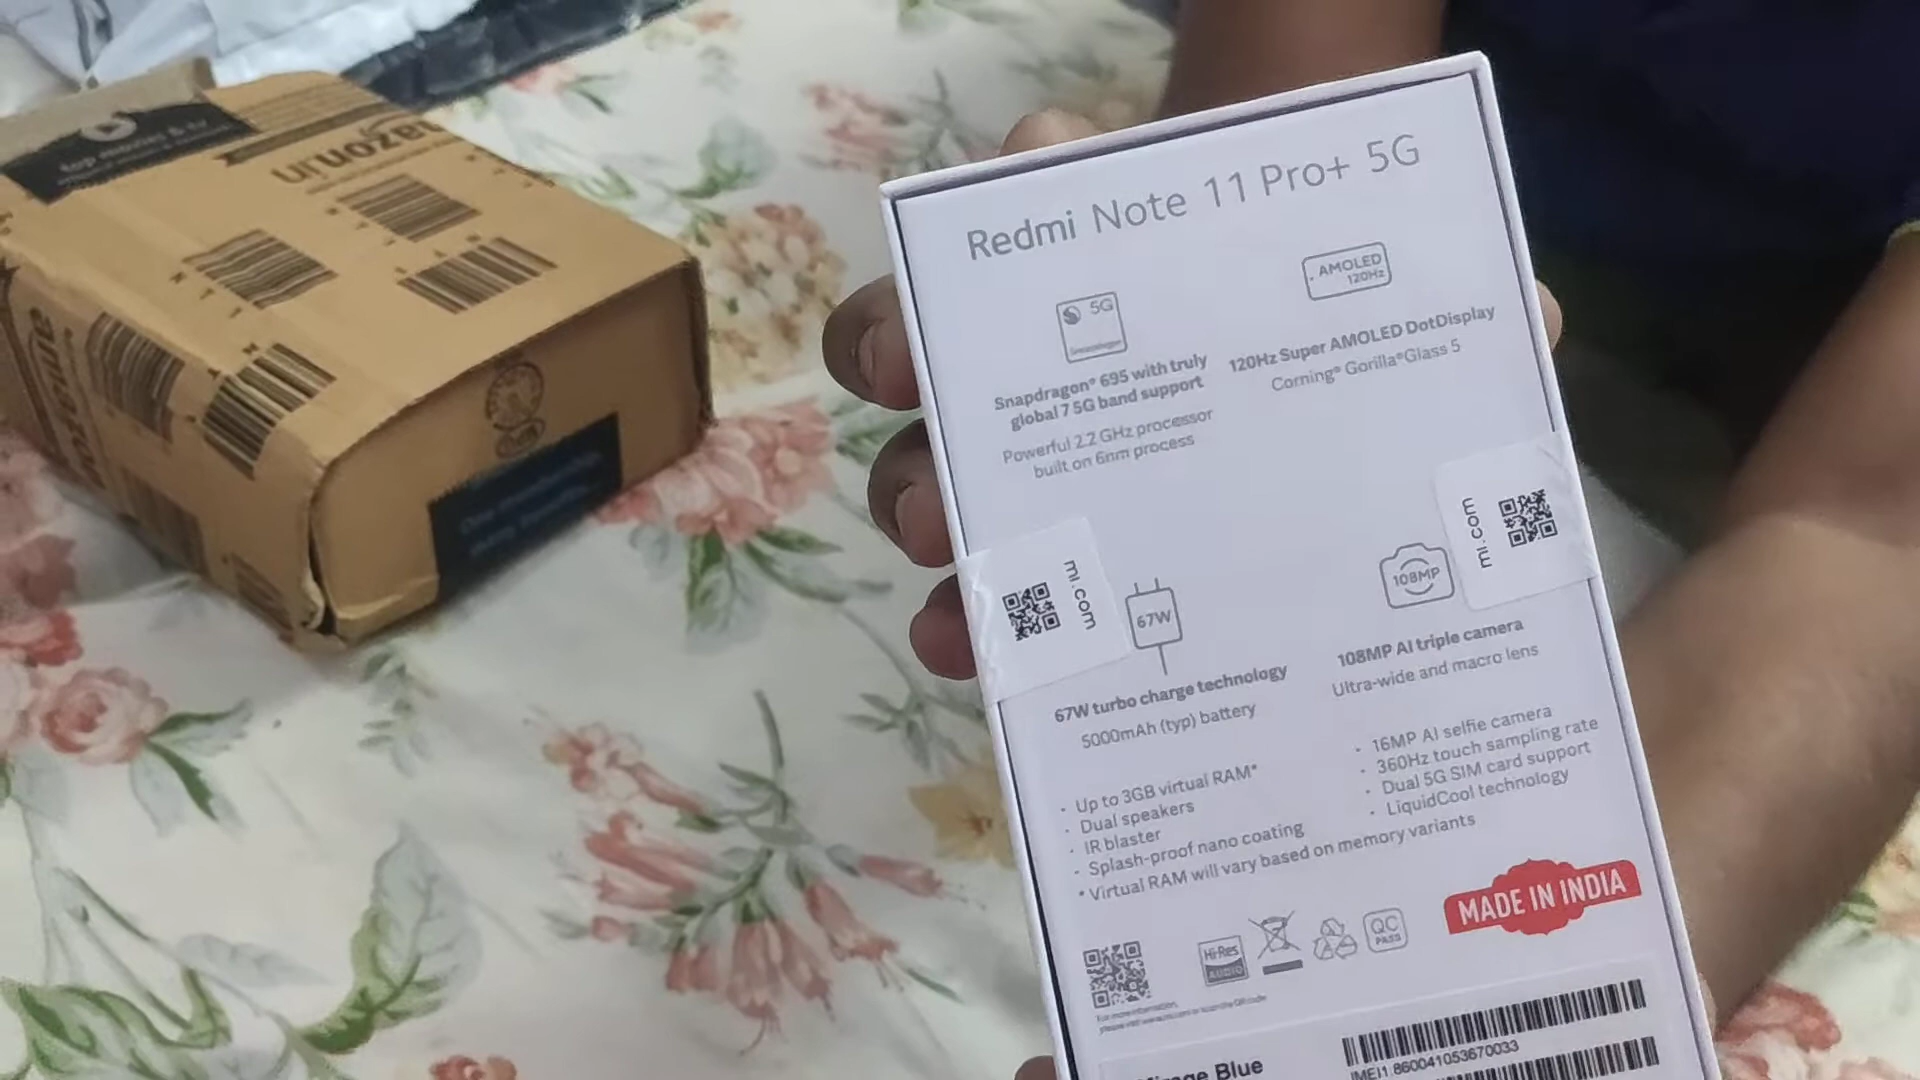 amazon.in
Redmi Note 11 Pro+ 5G
5G
AMOLED
120Hz
Snapdragon® 695 with truly
global 7 5G band support
Powerful 2.2 GHz processor
built on 6nm process
120Hz Super AMOLED DotDisplay
Corning® Gorilla® Glass 5
mi.com
mi.com
67W
108MP
67W turbo charge technology
5000mAh (typ) battery
108MP AI triple camera
Ultra-wide and macro lens
· Up to 3GB virtual RAM*
· Dual speakers
· IR blaster
· Splash-proof nano coating
· 16MP AI selfie camera
· 360Hz touch sampling rate
· Dual 5G SIM card support
· LiquidCool technology
* Virtual RAM will vary based on memory variants
Hi-Res
AUDIO
QC
PASS
MADE IN INDIA
Blue
IMEI1 860041053670033